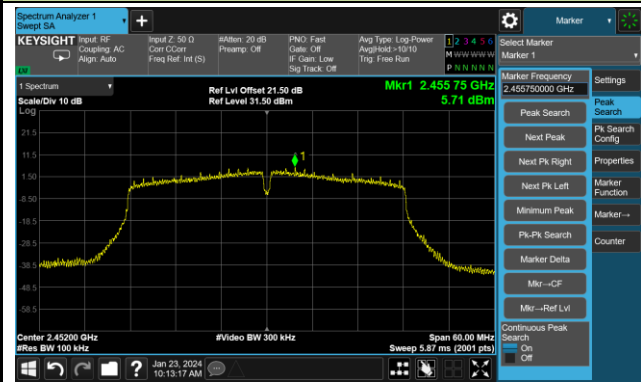 Spectrum Analyzer 1
Swept SA
Marker
KEYSIGHT
Input: RF
Coupling: AC
Align: Auto
Input Z: 50 Ω
Corr CCorr
Freq Ref: Int (S)
#Atten: 20 dB
Preamp: Off
PNO: Fast
Gate: Off
IF Gain: Low
Sig Track: Off
Avg Type: Log-Power
Avg|Hold:>10/10
Trig: Free Run
1 2 3 4 5 6
M W W W W W
P N N N N N
LXI
Select Marker
Marker 1
1 Spectrum
Scale/Div 10 dB
Log
Ref Lvl Offset 21.50 dB
Ref Level 31.50 dBm
Mkr1 2.455 75 GHz
5.71 dBm
21.5
11.5
1
1.50
-8.50
-18.5
-28.5
-38.5
-48.5
-58.5
Center 2.45200 GHz
#Res BW 100 kHz
#Video BW 300 kHz
Span 60.00 MHz
Sweep 5.87 ms (2001 pts)
Marker Frequency
2.455750000 GHz
Peak Search
Next Peak
Next Pk Right
Next Pk Left
Minimum Peak
Pk-Pk Search
Marker Delta
Mkr→CF
Mkr→Ref Lvl
Continuous Peak
Search
On
Off
Settings
Peak
Search
Pk Search
Config
Properties
Marker
Function
Marker→
Counter
Jan 23, 2024
10:13:17 AM